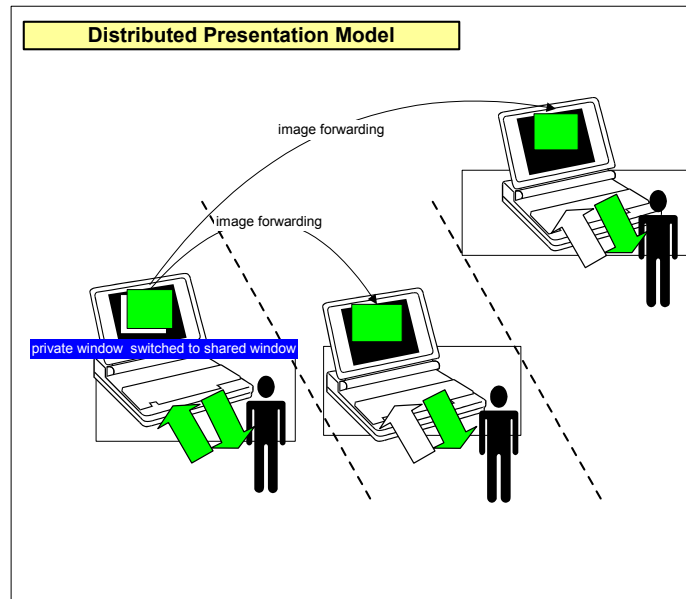 Distributed Presentation Model
image forwarding
image forwarding
private window  switched to shared window